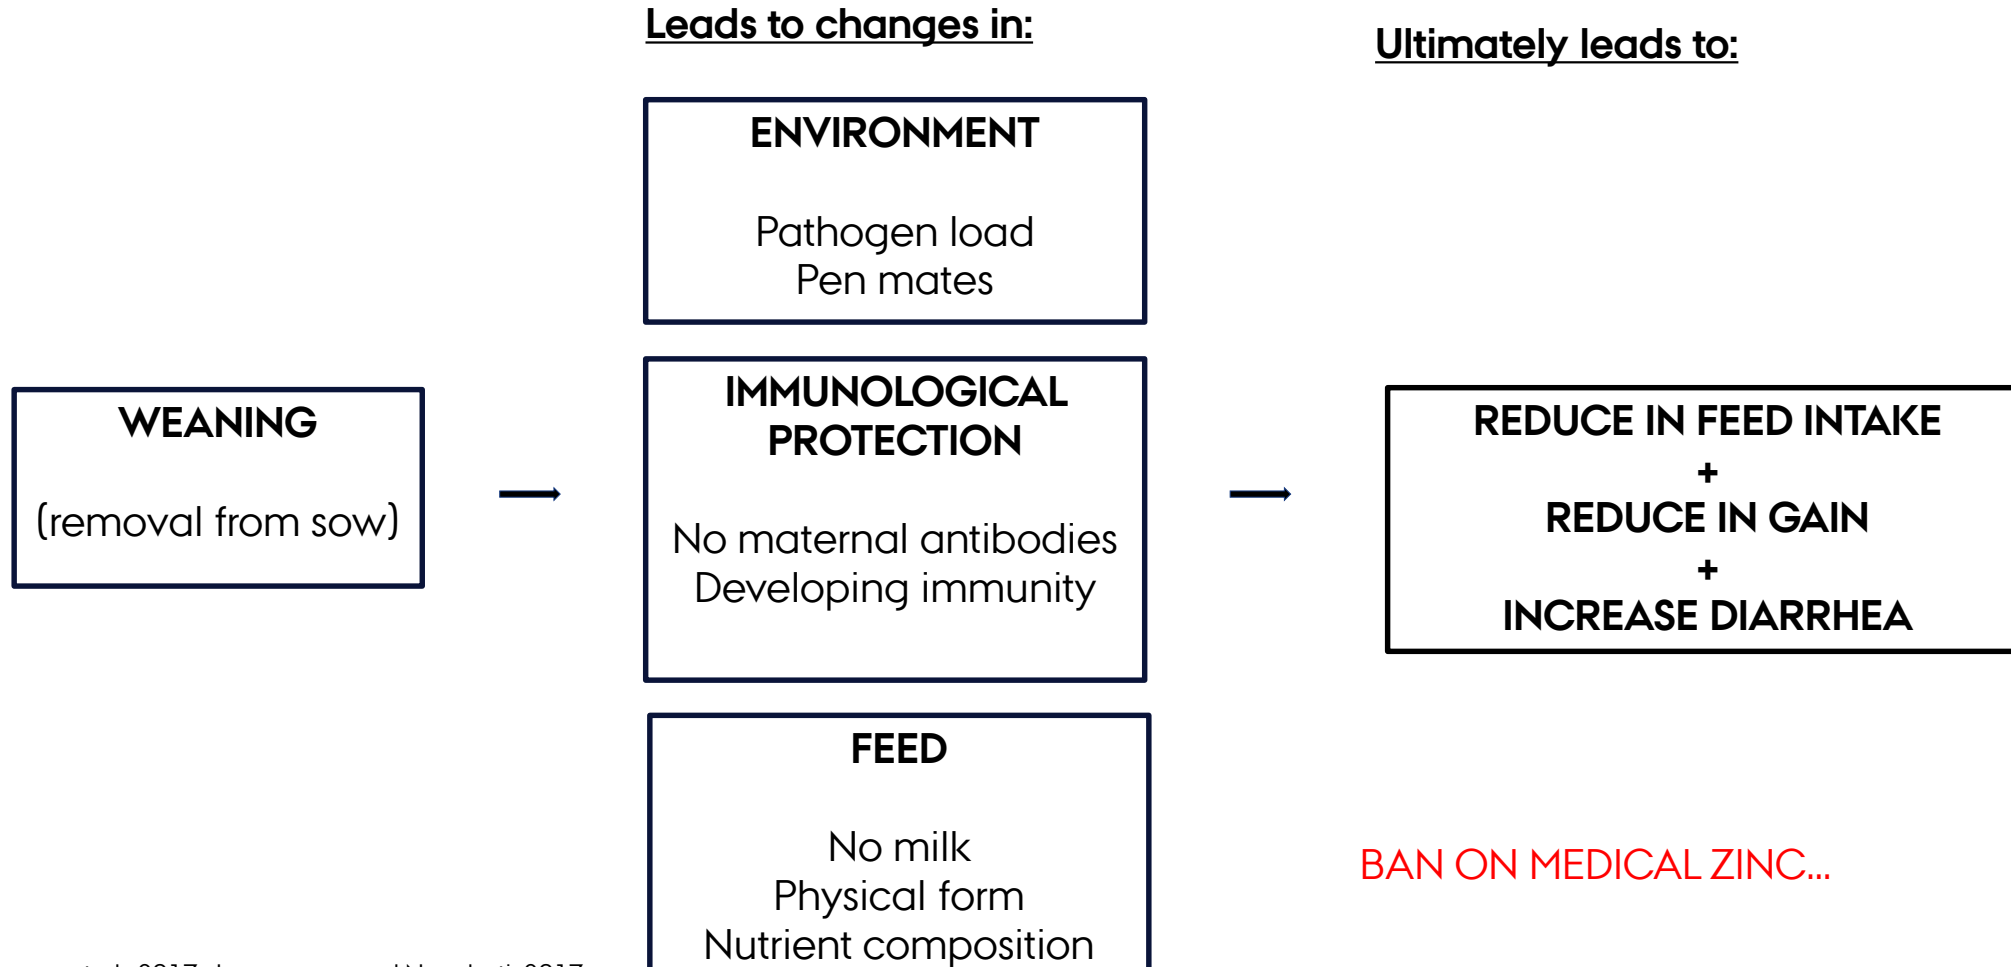 Leads to changes in:
Ultimately leads to:
WEANING
(removal from sow)
ENVIRONMENT
Pathogen load
Pen mates
IMMUNOLOGICAL
PROTECTION
No maternal antibodies
Developing immunity
FEED
No milk
Physical form
Nutrient composition
REDUCE IN FEED INTAKE
+
REDUCE IN GAIN
+
INCREASE DIARRHEA
BAN ON MEDICAL ZINC...